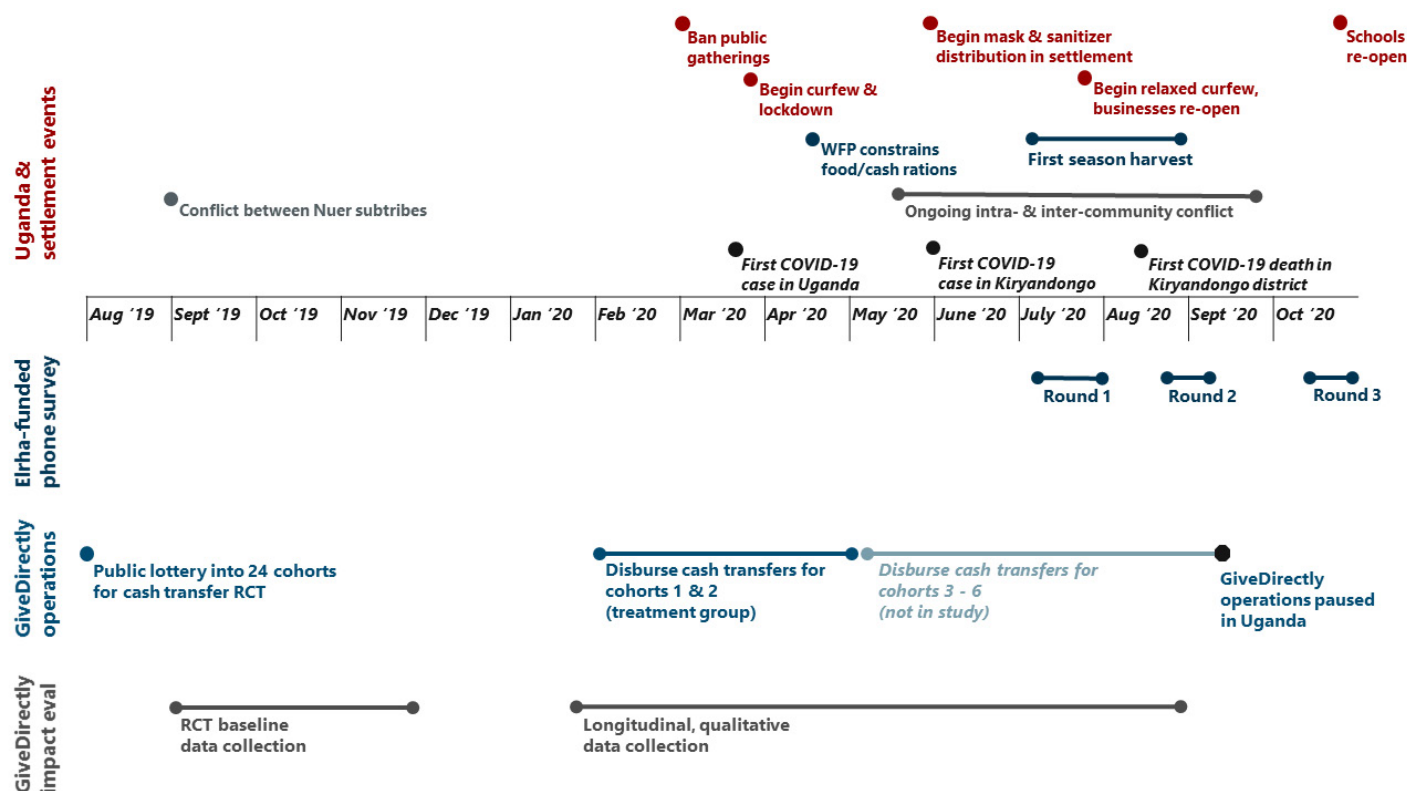 Uganda &
settlement events
Ban public
gatherings
Begin mask & sanitizer
distribution in settlement
Schools
re-open
Begin curfew &
lockdown
Begin relaxed curfew,
businesses re-open
WFP constrains
food/cash rations
First season harvest
Conflict between Nuer subtribes
Ongoing intra- & inter-community conflict
First COVID-19
case in Uganda
First COVID-19
case in Kiryandongo
First COVID-19 death in
Kiryandongo district
Aug ’19 Sept ’19 Oct ’19 Nov ’19 Dec ’19 Jan ’20 Feb ’20 Mar ’20 Apr ’20 May ’20 June ’20 July ’20 Aug ’20 Sept ’20 Oct ’20
Elrha-funded
phone survey
Round 1
Round 2
Round 3
GiveDirectly
operations
Public lottery into 24 cohorts
for cash transfer RCT
Disburse cash transfers for
cohorts 1 & 2
(treatment group)
Disburse cash transfers for
cohorts 3 - 6
(not in study)
GiveDirectly
operations paused
in Uganda
GiveDirectly
impact eval
RCT baseline
data collection
Longitudinal, qualitative
data collection